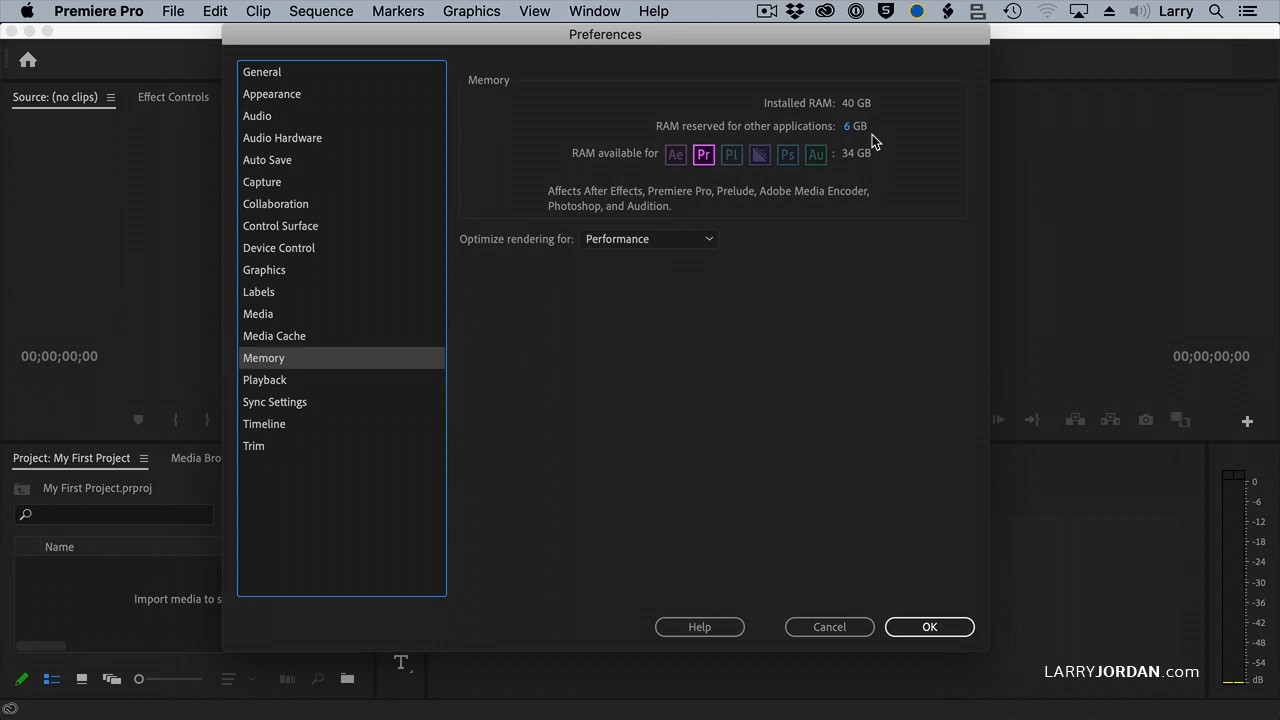 Premiere Pro File Edit Clip Sequence Markers Graphics View Window Help Larry
Preferences
Source: (no clips) Effect Controls
General
Appearance
Audio
Audio Hardware
Auto Save
Capture
Collaboration
Control Surface
Device Control
Graphics
Labels
Media
Media Cache
Memory
Playback
Sync Settings
Timeline
Trim
Memory
Installed RAM: 40 GB
RAM reserved for other applications: 6 GB
RAM available for Ae Pr Pl Ps Au : 34 GB
Affects After Effects, Premiere Pro, Prelude, Adobe Media Encoder,
Photoshop, and Audition.
Optimize rendering for: Performance
Help Cancel OK
00;00;00;00
00;00;00;00
Project: My First Project Media Bro
My First Project.prproj
Name
Import media to s
T
0
-6
-12
-18
-24
-30
-36
-42
-48
-54
dB
LARRYJORDAN.com